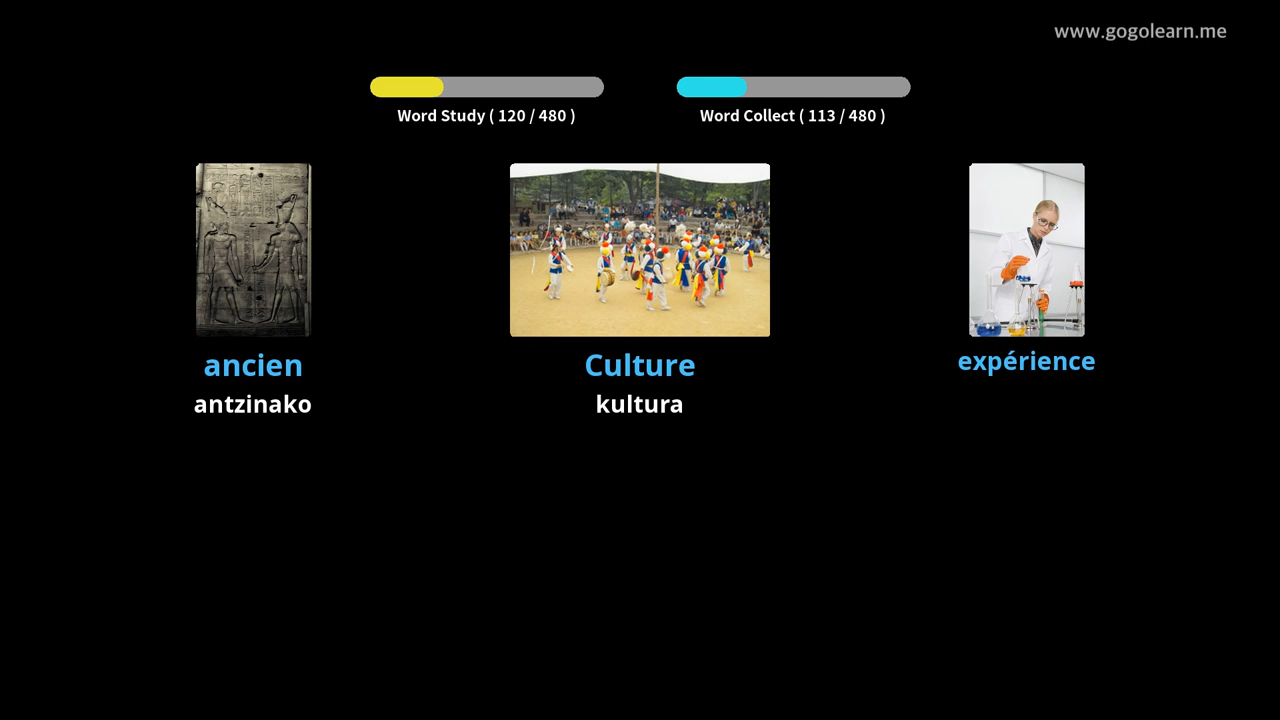 www.gogolearn.me
Word Study ( 120 / 480 )
Word Collect ( 113 / 480 )
ancien
Culture
expérience
antzinako
kultura